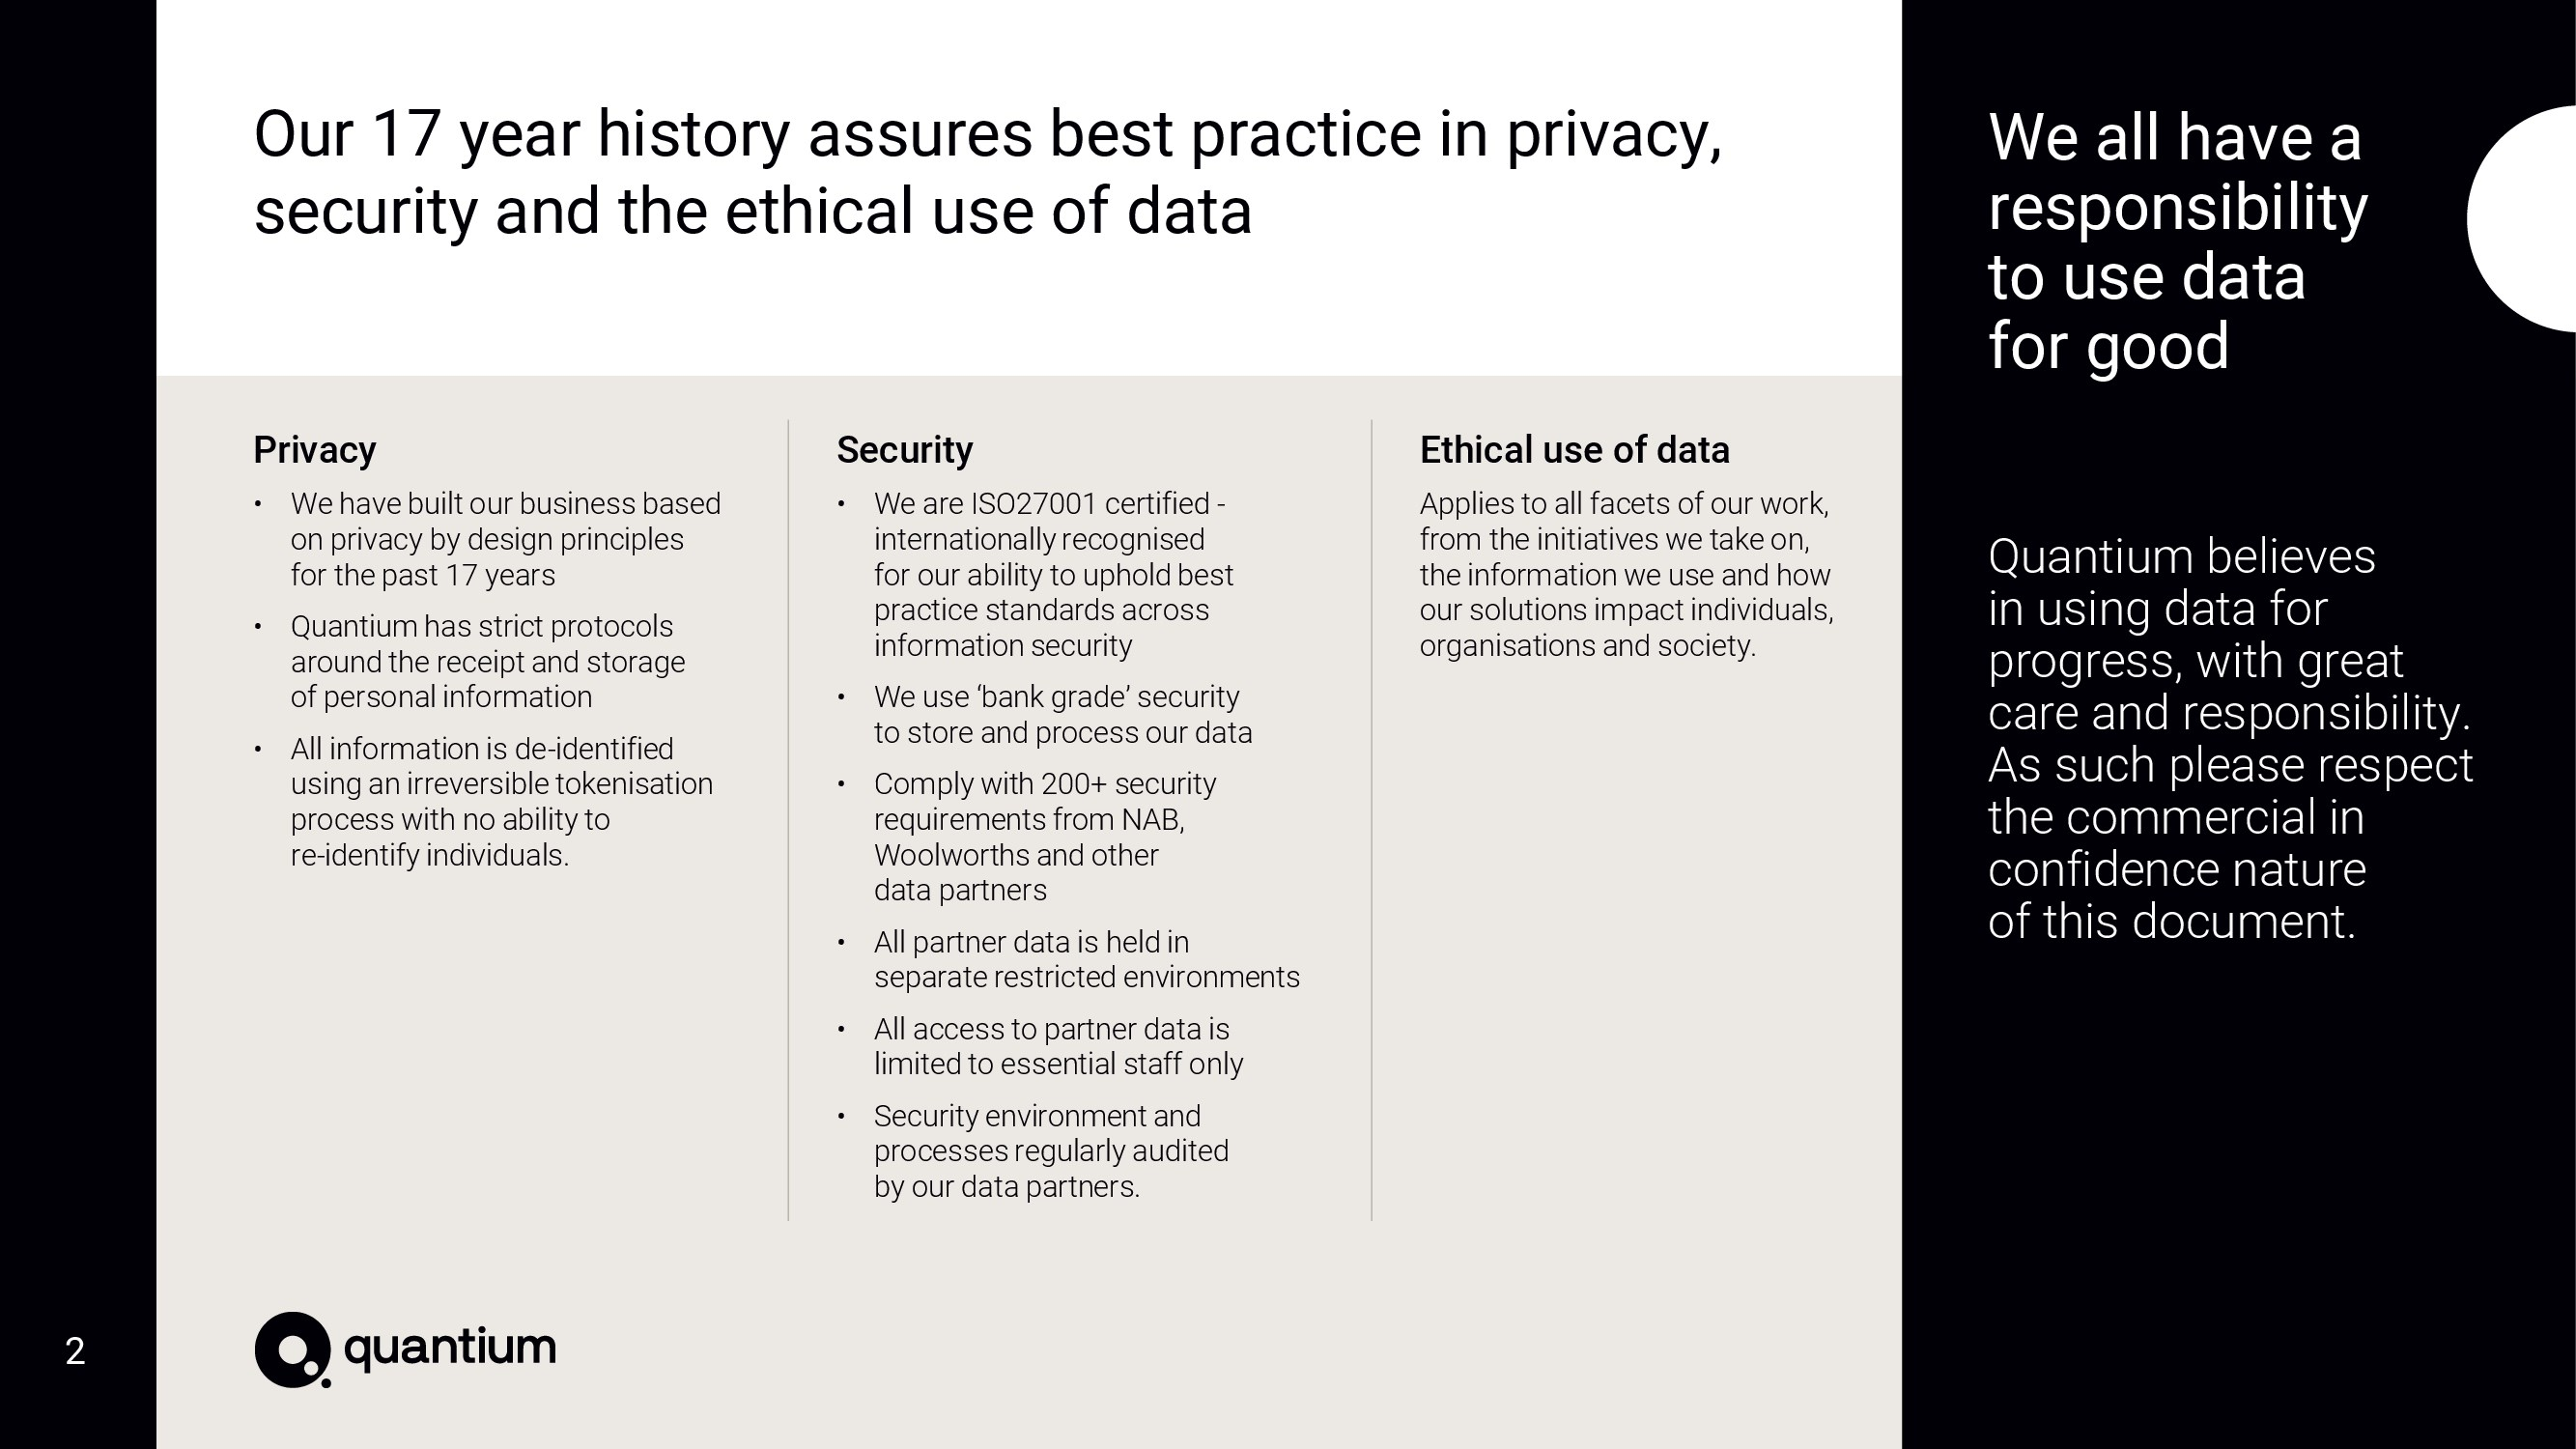 Our 17 year history assures best practice in privacy,
security and the ethical use of data
Privacy
• We have built our business based
on privacy by design principles
for the past 17 years
• Quantium has strict protocols
around the receipt and storage
of personal information
• All information is de-identified
using an irreversible tokenisation
process with no ability to
re-identify individuals.
Security
• We are ISO27001 certified -
internationally recognised
for our ability to uphold best
practice standards across
information security
• We use ‘bank grade’ security
to store and process our data
• Comply with 200+ security
requirements from NAB,
Woolworths and other
data partners
• All partner data is held in
separate restricted environments
• All access to partner data is
limited to essential staff only
• Security environment and
processes regularly audited
by our data partners.
Ethical use of data
Applies to all facets of our work,
from the initiatives we take on,
the information we use and how
our solutions impact individuals,
organisations and society.
We all have a
responsibility
to use data
for good
Quantium believes
in using data for
progress, with great
care and responsibility.
As such please respect
the commercial in
confidence nature
of this document.
2
quantium